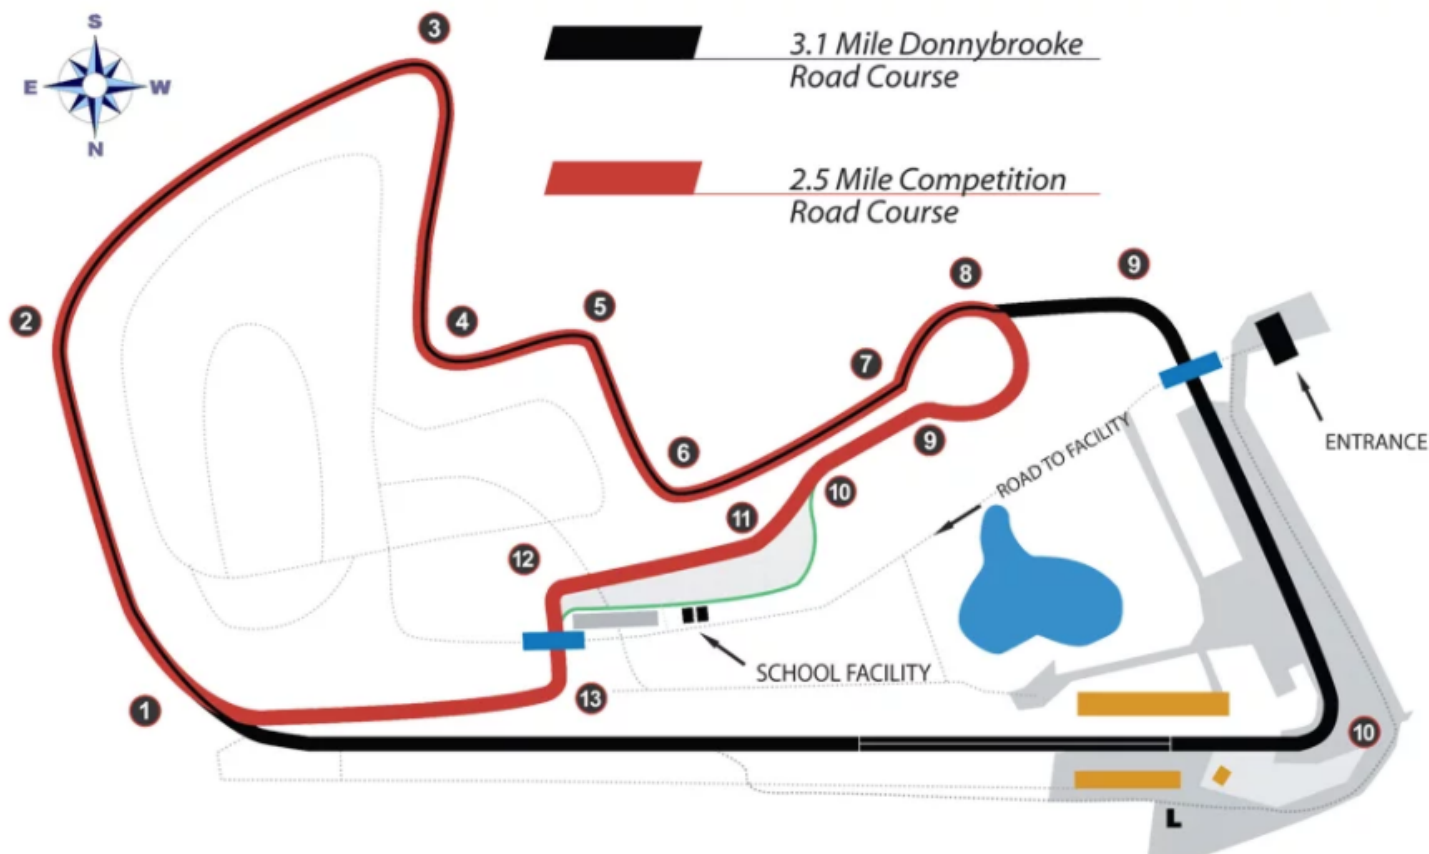 S
E W
N
3.1 Mile Donnybrooke
Road Course
2.5 Mile Competition
Road Course
3
2
4
5
8
9
7
6
9
10
11
12
ENTRANCE
ROAD TO FACILITY
SCHOOL FACILITY
13
1
10
L